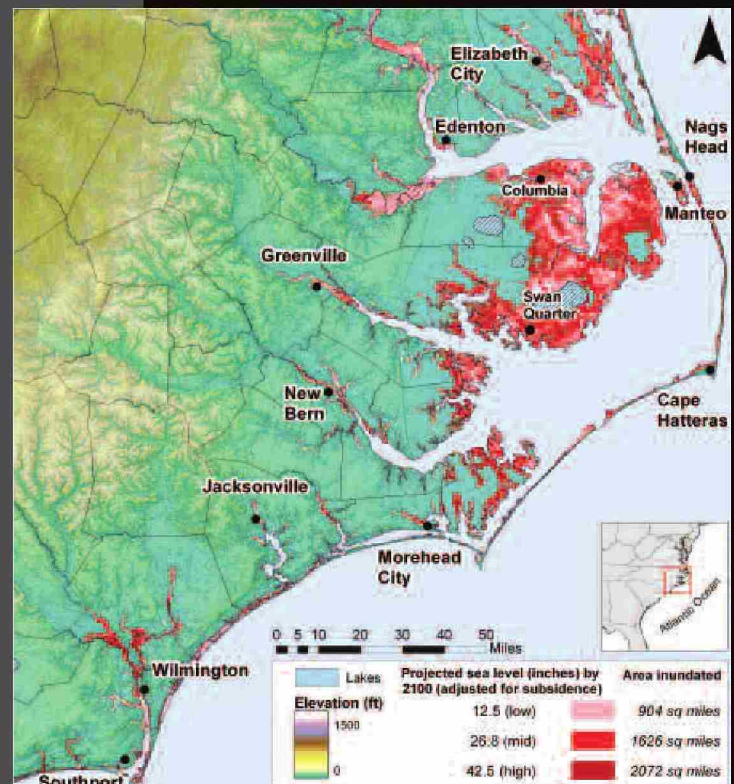 Elizabeth
City
Edenton
Nags
Head
Columbia
Manteo
Greenville
Swan
Quarter
New
Bern
Cape
Hatteras
Jacksonville
Morehead
City
Atlantic Ocean
0 5 10 20 30 40 50
Miles
Wilmington
Lakes
Projected sea level (inches) by
2100 (adjusted for subsidence)
Area inundated
Elevation (ft)
1500
0
12.5 (low)
904 sq miles
26.8 (mid)
1626 sq miles
42.5 (high)
2072 sq miles
Southport